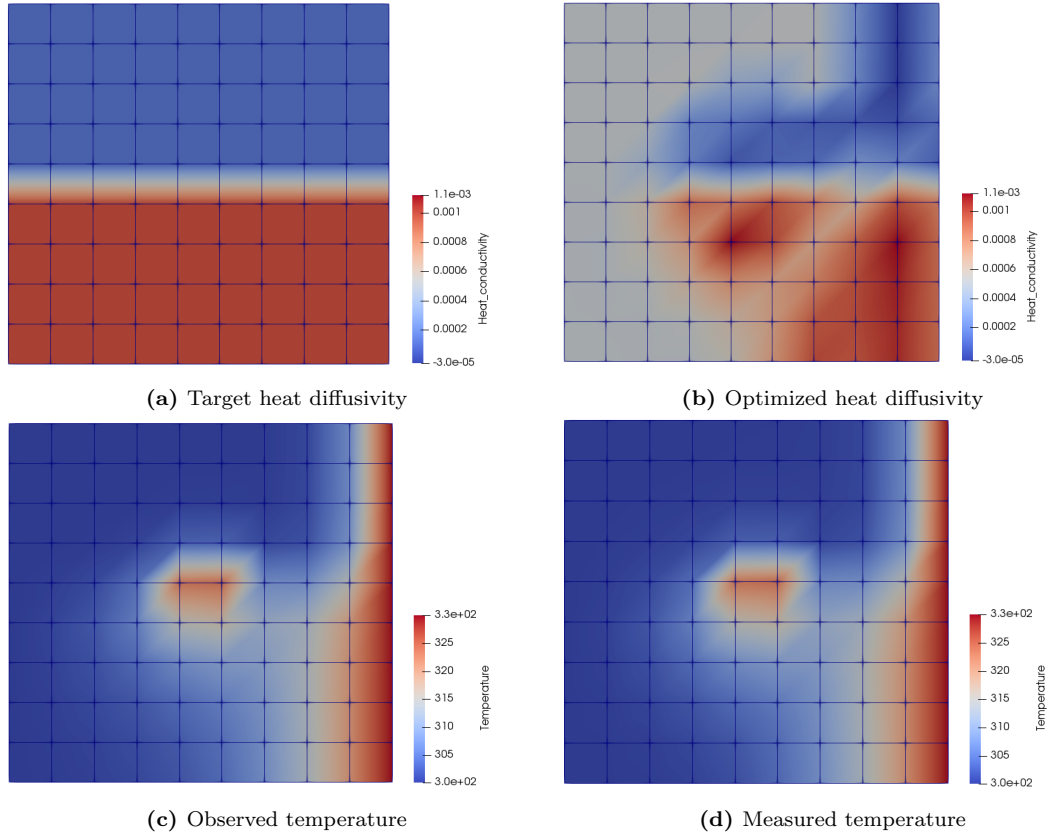 1.1e-03
0.001
0.0008
0.0006
0.0004
0.0002
-3.0e-05
Heat_conductivity
1.1e-03
0.001
0.0008
0.0006
0.0004
0.0002
-3.0e-05
Heat_conductivity
(a) Target heat diffusivity
(b) Optimized heat diffusivity
3.3e+02
325
320
315
310
305
3.0e+02
Temperature
3.3e+02
325
320
315
310
305
3.0e+02
Temperature
(c) Observed temperature
(d) Measured temperature